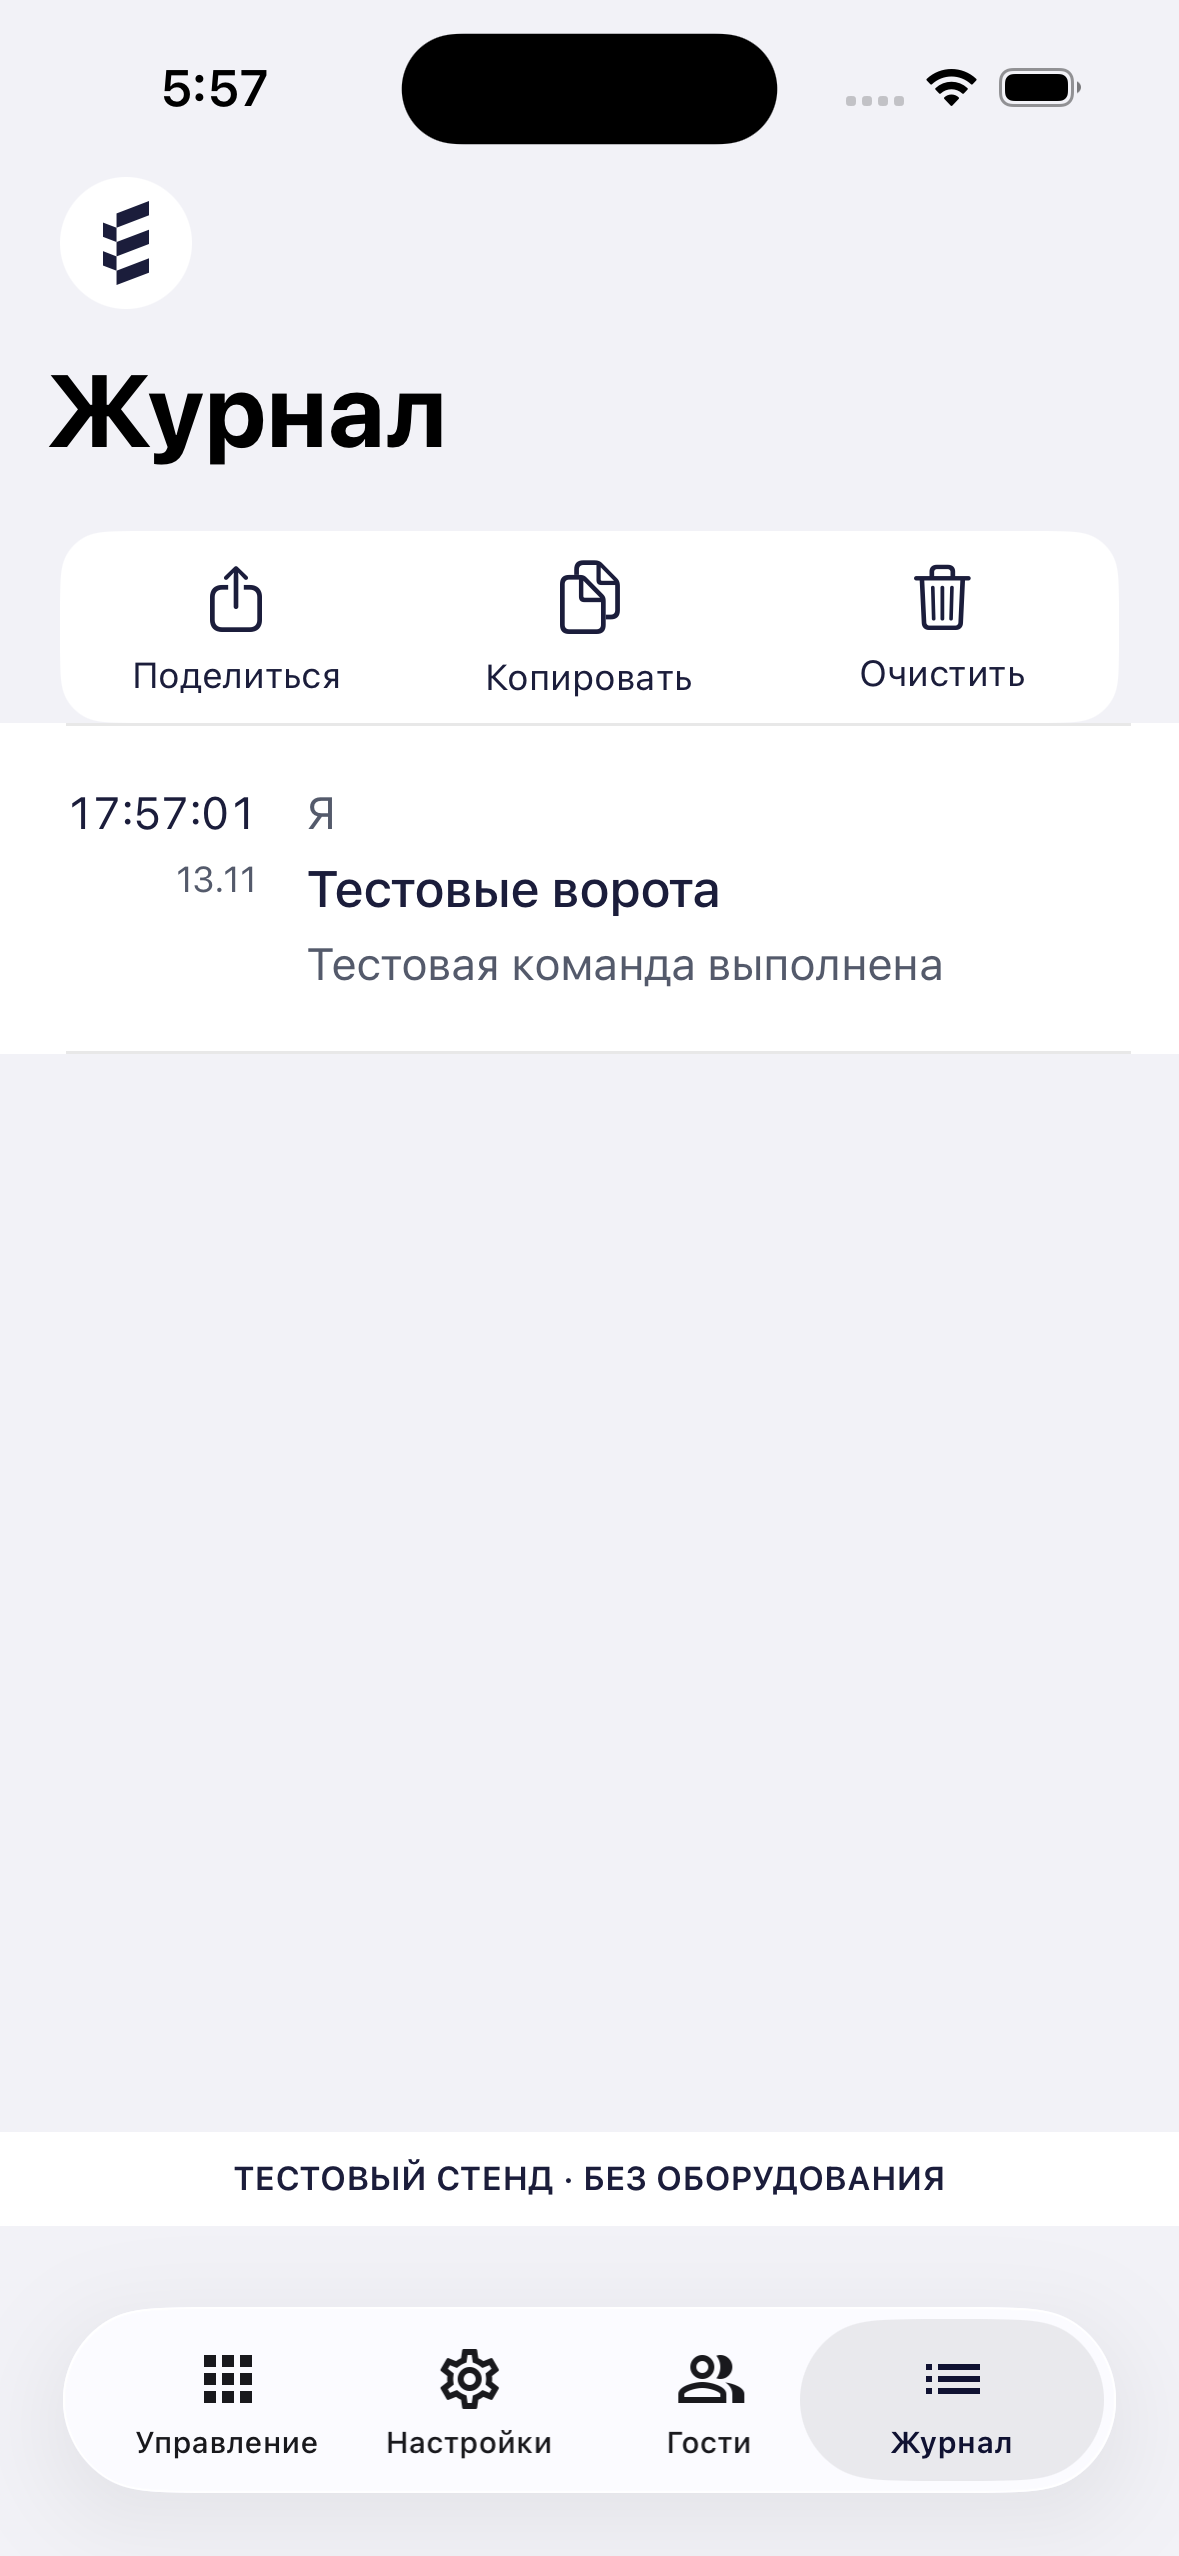 5:57
Журнал
Поделиться
Копировать
Очистить
17:57:01
Я
13.11
Тестовые ворота
Тестовая команда выполнена
ТЕСТОВЫЙ СТЕНД · БЕЗ ОБОРУДОВАНИЯ
Управление
Настройки
Гости
Журнал